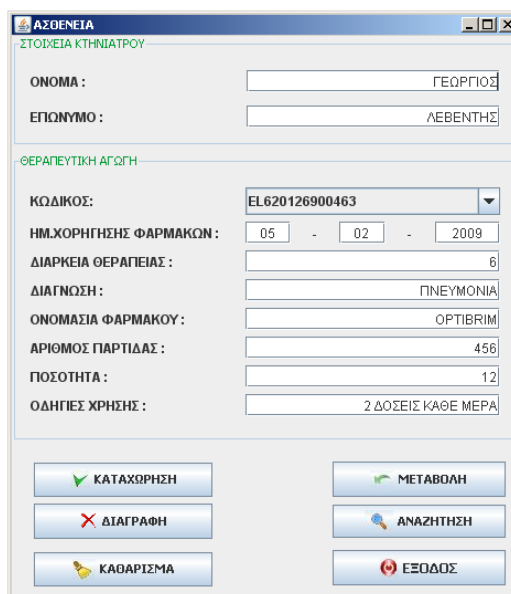 ΑΣΘΕΝΕΙΑ
ΣΤΟΙΧΕΙΑ ΚΤΗΝΙΑΤΡΟΥ
ΟΝΟΜΑ : ΓΕΩΡΓΙΟΣ
ΕΠΩΝΥΜΟ : ΛΕΒΕΝΤΗΣ
ΘΕΡΑΠΕΥΤΙΚΗ ΑΓΩΓΗ
ΚΩΔΙΚΟΣ: EL620126900463
ΗΜ.ΧΟΡΗΓΗΣΗΣ ΦΑΡΜΑΚΩΝ : 05 - 02 - 2009
ΔΙΑΡΚΕΙΑ ΘΕΡΑΠΕΙΑΣ : 6
ΔΙΑΓΝΩΣΗ : ΠΝΕΥΜΟΝΙΑ
ΟΝΟΜΑΣΙΑ ΦΑΡΜΑΚΟΥ : OPTIBRIM
ΑΡΙΘΜΟΣ ΠΑΡΤΙΔΑΣ : 456
ΠΟΣΟΤΗΤΑ : 12
ΟΔΗΓΙΕΣ ΧΡΗΣΗΣ : 2 ΔΟΣΕΙΣ ΚΑΘΕ ΜΕΡΑ
ΚΑΤΑΧΩΡΗΣΗ ΜΕΤΑΒΟΛΗ
ΔΙΑΓΡΑΦΗ ΑΝΑΖΗΤΗΣΗ
ΚΑΘΑΡΙΣΜΑ ΕΞΟΔΟΣ